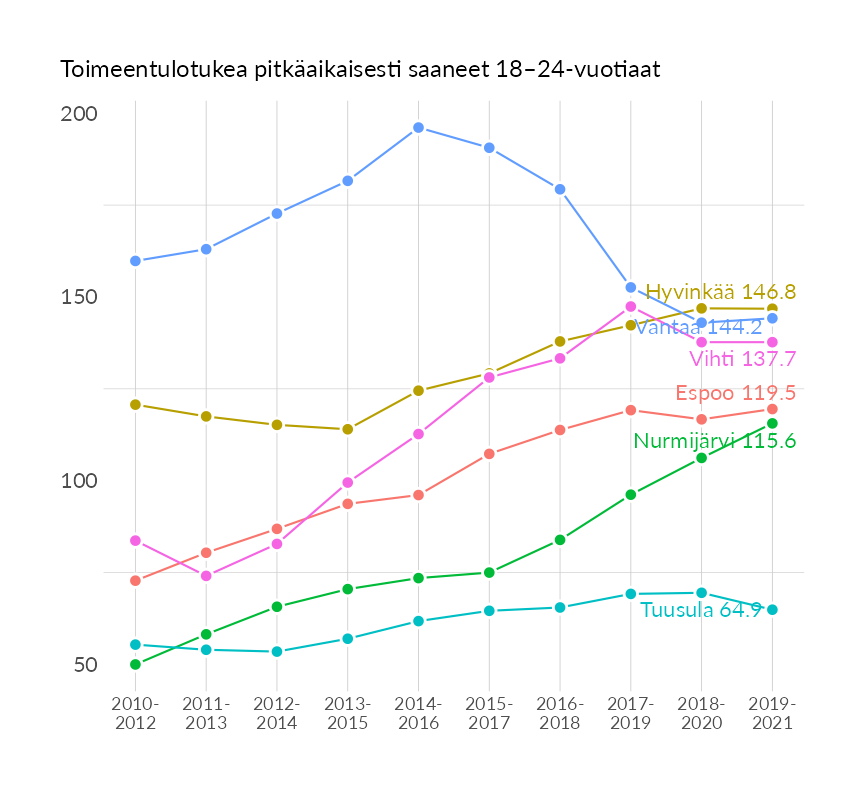 Toimeentulotukea pitkäaikaisesti saaneet 18–24-vuotiaat
200
150
100
50
Hyvinkää 146.8
Vantaa 144.2
Vihti 137.7
Espoo 119.5
Nurmijärvi 115.6
Tuusula 64.9
2010- 2011- 2012- 2013- 2014- 2015- 2016- 2017- 2018- 2019-
2012 2013 2014 2015 2016 2017 2018 2019 2020 2021